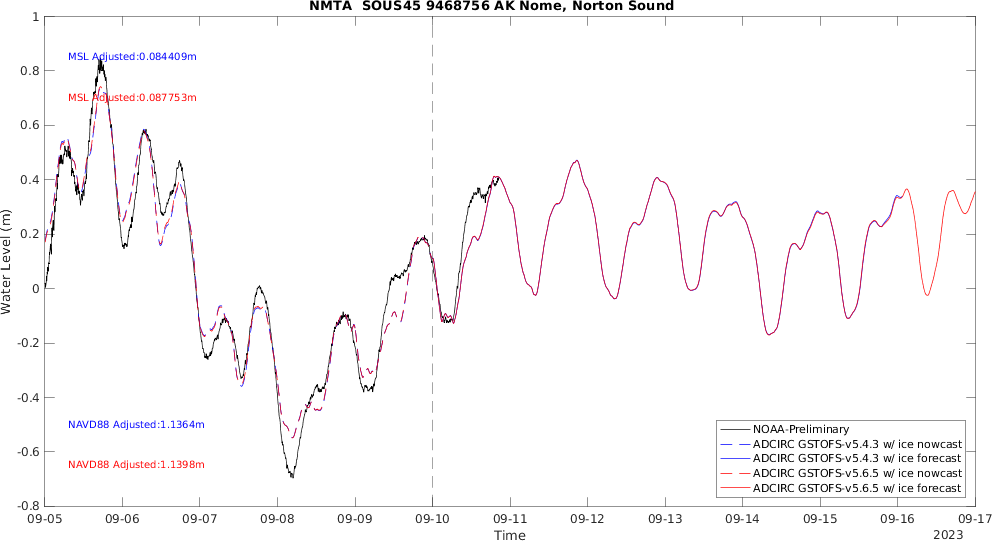 NMTA  SOUS45 9468756 AK Nome, Norton Sound
1
0.8
0.6
0.4
0.2
0
-0.2
-0.4
-0.6
-0.8
Water Level (m)
MSL Adjusted:0.084409m
MSL Adjusted:0.087753m
NAVD88 Adjusted:1.1364m
NAVD88 Adjusted:1.1398m
NOAA-Preliminary
ADCIRC GSTOFS-v5.4.3 w/ ice nowcast
ADCIRC GSTOFS-v5.4.3 w/ ice forecast
ADCIRC GSTOFS-v5.6.5 w/ ice nowcast
ADCIRC GSTOFS-v5.6.5 w/ ice forecast
09-05 09-06 09-07 09-08 09-09 09-10 09-11 09-12 09-13 09-14 09-15 09-16 09-17
Time
2023